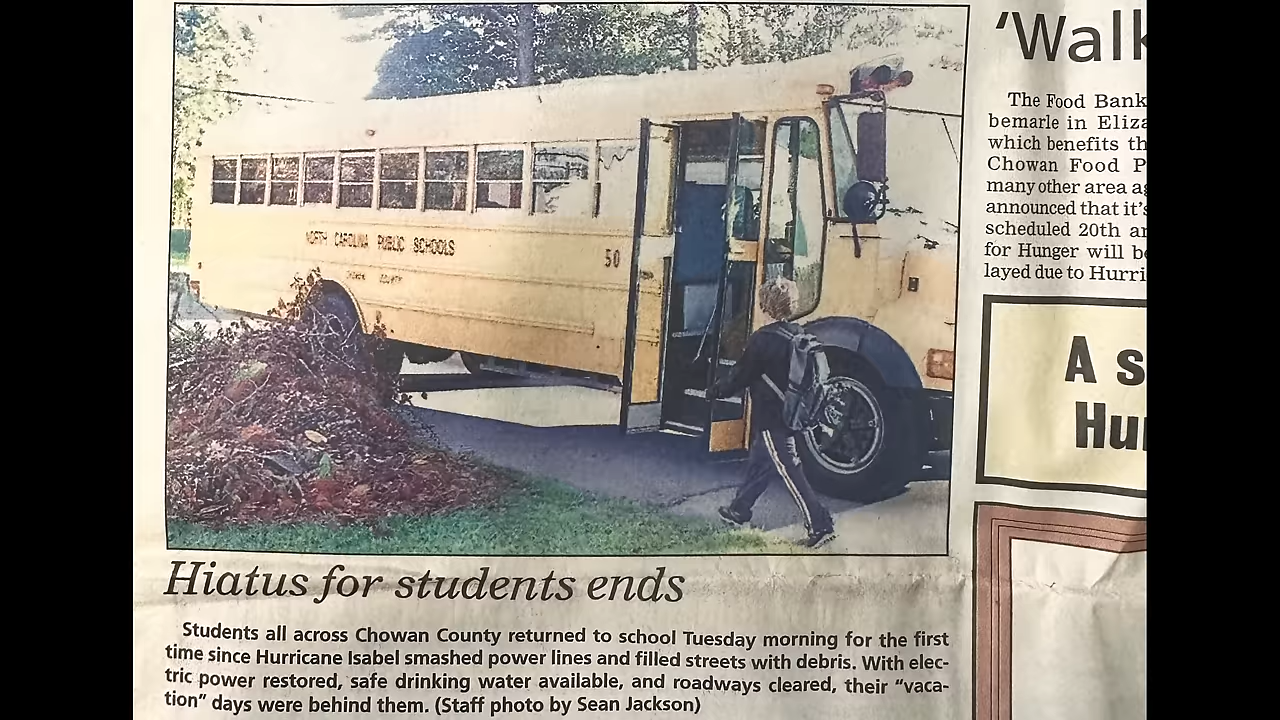 NORTH CAROLINA PUBLIC SCHOOLS
50
COUNTY
Hiatus for students ends
Students all across Chowan County returned to school Tuesday morning for the first
time since Hurricane Isabel smashed power lines and filled streets with debris. With elec-
tric power restored, safe drinking water available, and roadways cleared, their “vaca-
tion” days were behind them. (Staff photo by Sean Jackson)
‘Walk
The Food Bank
bemarle in Eliza
which benefits th
Chowan Food P
many other area ag
announced that it's
scheduled 20th an
for Hunger will be
layed due to Hurri
A s
Hur